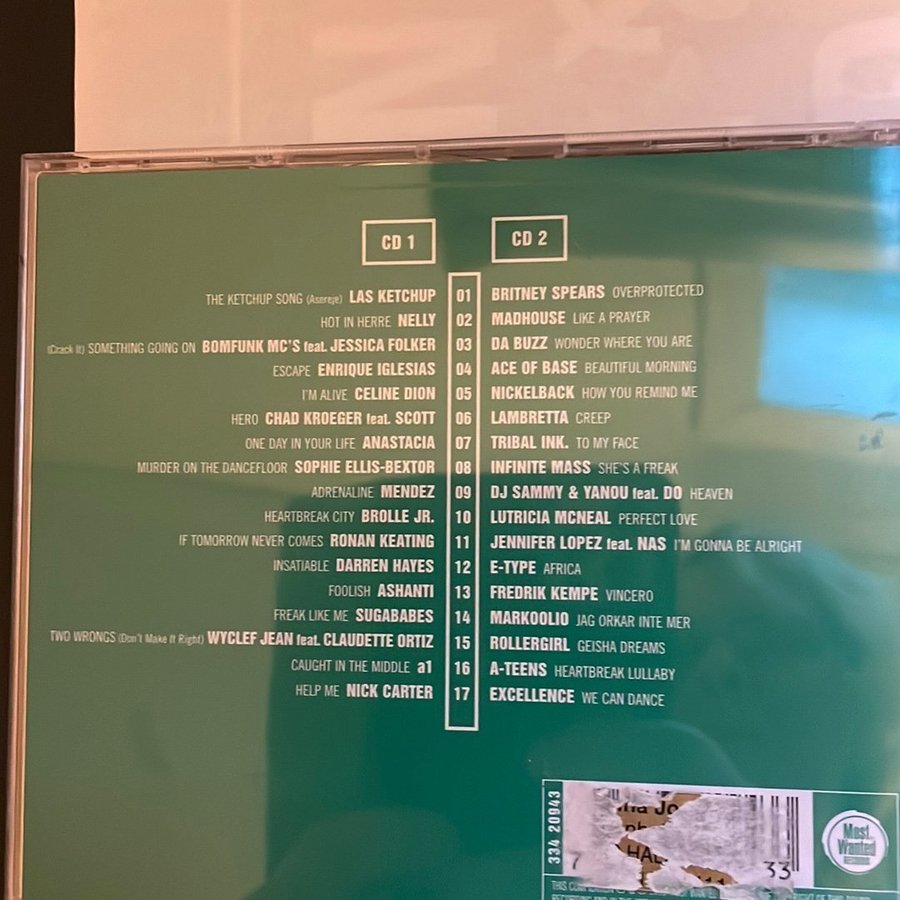 CD 1
CD 2
THE KETCHUP SONG (Asereje) LAS KETCHUP 01 BRITNEY SPEARS OVERPROTECTED
HOT IN HERRE NELLY 02 MADHOUSE LIKE A PRAYER
(Crack It) SOMETHING GOING ON BOMFUNK MC'S feat. JESSICA FOLKER 03 DA BUZZ WONDER WHERE YOU ARE
ESCAPE ENRIQUE IGLESIAS 04 ACE OF BASE BEAUTIFUL MORNING
I'M ALIVE CELINE DION 05 NICKELBACK HOW YOU REMIND ME
HERO CHAD KROEGER feat. SCOTT 06 LAMBRETTA CREEP
ONE DAY IN YOUR LIFE ANASTACIA 07 TRIBAL INK. TO MY FACE
MURDER ON THE DANCEFLOOR SOPHIE ELLIS-BEXTOR 08 INFINITE MASS SHE'S A FREAK
ADRENALINE MENDEZ 09 DJ SAMMY & YANOU feat. DO HEAVEN
HEARTBREAK CITY BROLLE JR. 10 LUTRICIA MCNEAL PERFECT LOVE
IF TOMORROW NEVER COMES RONAN KEATING 11 JENNIFER LOPEZ feat. NAS I'M GONNA BE ALRIGHT
INSATIABLE DARREN HAYES 12 E-TYPE AFRICA
FOOLISH ASHANTI 13 FREDRIK KEMPE VINCERO
FREAK LIKE ME SUGABABES 14 MARKOOLIO JAG ORKAR INTE MER
TWO WRONGS (Don't Make It Right) WYCLEF JEAN feat. CLAUDETTE ORTIZ 15 ROLLERGIRL GEISHA DREAMS
CAUGHT IN THE MIDDLE a1 16 A-TEENS HEARTBREAK LULLABY
HELP ME NICK CARTER 17 EXCELLENCE WE CAN DANCE
334 20943
Jo
HAL
7 33
Most
Wanted
THIS